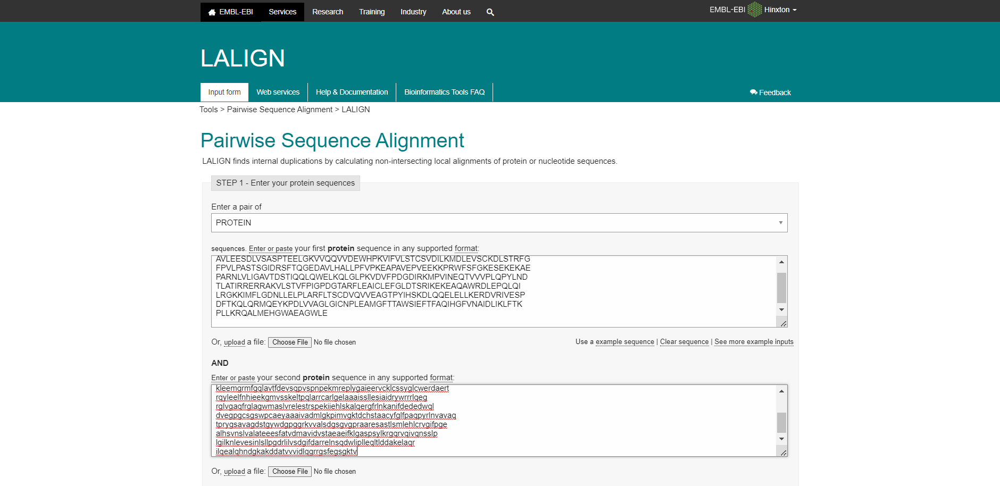 EMBL-EBI Services Research Training Industry About us
EMBL-EBI Hinxton
LALIGN
Input form Web services Help & Documentation Bioinformatics Tools FAQ Feedback
Tools > Pairwise Sequence Alignment > LALIGN
Pairwise Sequence Alignment
LALIGN finds internal duplications by calculating non-intersecting local alignments of protein or nucleotide sequences.
STEP 1 - Enter your protein sequences
Enter a pair of
PROTEIN
sequences. Enter or paste your first protein sequence in any supported format:
AVLEESDLVSASPTEELGKVVQQVVDEWHPKVIFVLSTCSVDILKMDLEVSCKDLSTRFG
FPVLPASTSGIDRSFTQGEDAVLHALLPFVPKEAPAVEPVEEKKPRWFSFGKESEKEKAE
PARNLVLIGAVTDSTIQQLQWELKQLGLPKVDVFPDGDIRKMPVINEQTVVVPLQPYLND
TLATIRRERRAKVLSTVFPIGPDGTARFLEAICLEFGLDTSRIKEKEAQAWRDLEPQLQI
LRGKKIMFLGDNLLELPLARFLTSCDVQVVEAGTPYIHSKDLQQELELLKERDVRIVESP
DFTKQLQRMQEYKPDLVVAGLGICNPLEAMGFTTAWSIEFTFAQIHGFVNAIDLIKLFTK
PLLKRQALMEHGWAEAGWLE
Or, upload a file: Choose File No file chosen
Use a example sequence | Clear sequence | See more example inputs
AND
Enter or paste your second protein sequence in any supported format:
kleemgrmfgqlavtfdevsqpvspnpekmreplygaieervcklcssyglcwerdaert
rqyleelfnhieekgmvsskeltpqlarrcarlgelaaaissllesiaidrywrrrlqeg
rglvgaqfrglagwmaslvrelestrspekiiehlskalgergfrlnkanifdededwql
dvegpgcsgswpcaeyaaaivadmlgkpimvgktdchstaacyfglfpaqpyrlnvavaq
tprygsavagdstgywdgpggrkvvalsdgsgvgpraaresastlsmlehlcrvgifpge
alhsvnslvalateeesfatvdmavidvstaeaeifklgaspsylkrgqrvqivqnsslp
lgilknlevesinlsllpgdrlilvsdgifdarrelnsqdwlipllegltlddakelaqr
ilqealqhndgkakddatvvvidlqgrrgsfegsgktv
Or, upload a file: Choose File No file chosen